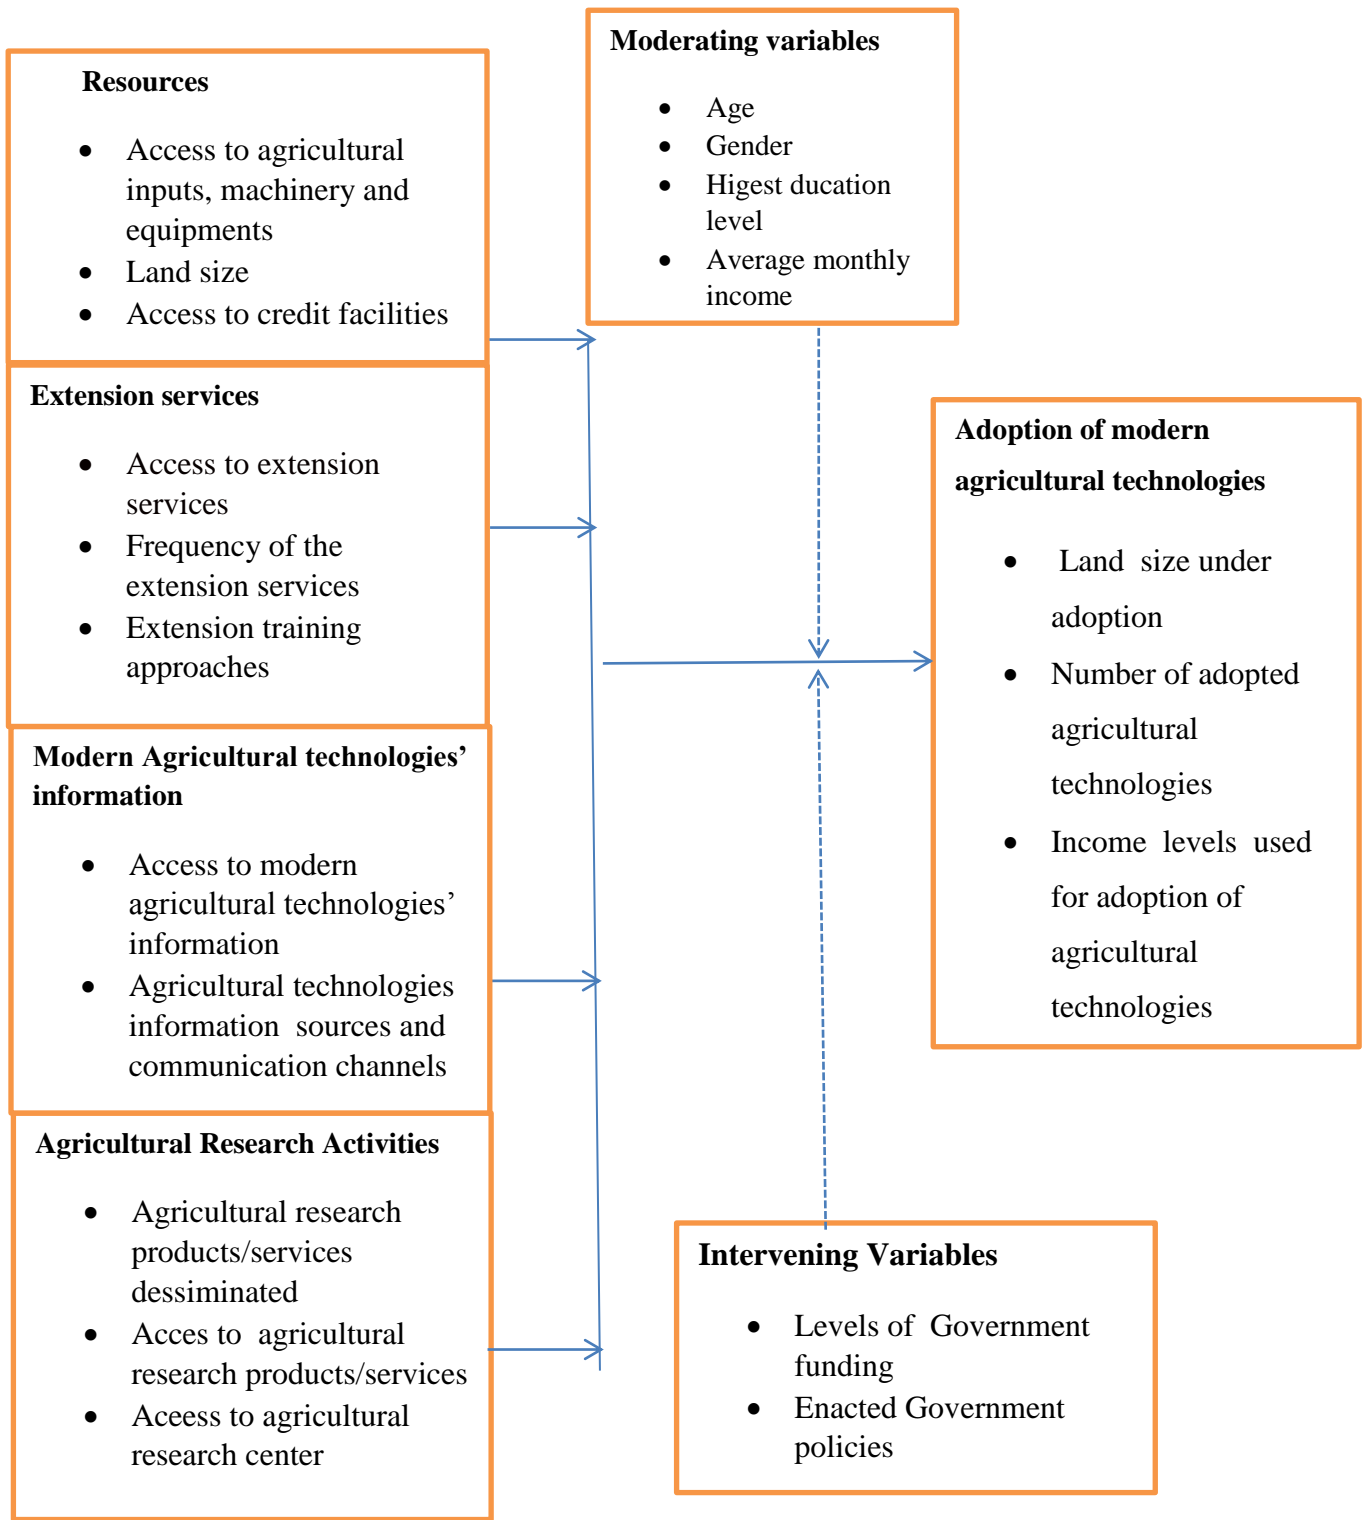 Resources
• Access to agricultural
inputs, machinery and
equipments
• Land size
• Access to credit facilities
Extension services
• Access to extension
services
• Frequency of the
extension services
• Extension training
approaches
Modern Agricultural technologies’
information
• Access to modern
agricultural technologies’
information
• Agricultural technologies
information sources and
communication channels
Agricultural Research Activities
• Agricultural research
products/services
dessiminated
• Acces to agricultural
research products/services
• Aceess to agricultural
research center
Moderating variables
• Age
• Gender
• Higest ducation
level
• Average monthly
income
Adoption of modern
agricultural technologies
• Land size under
adoption
• Number of adopted
agricultural
technologies
• Income levels used
for adoption of
agricultural
technologies
Intervening Variables
• Levels of Government
funding
• Enacted Government
policies